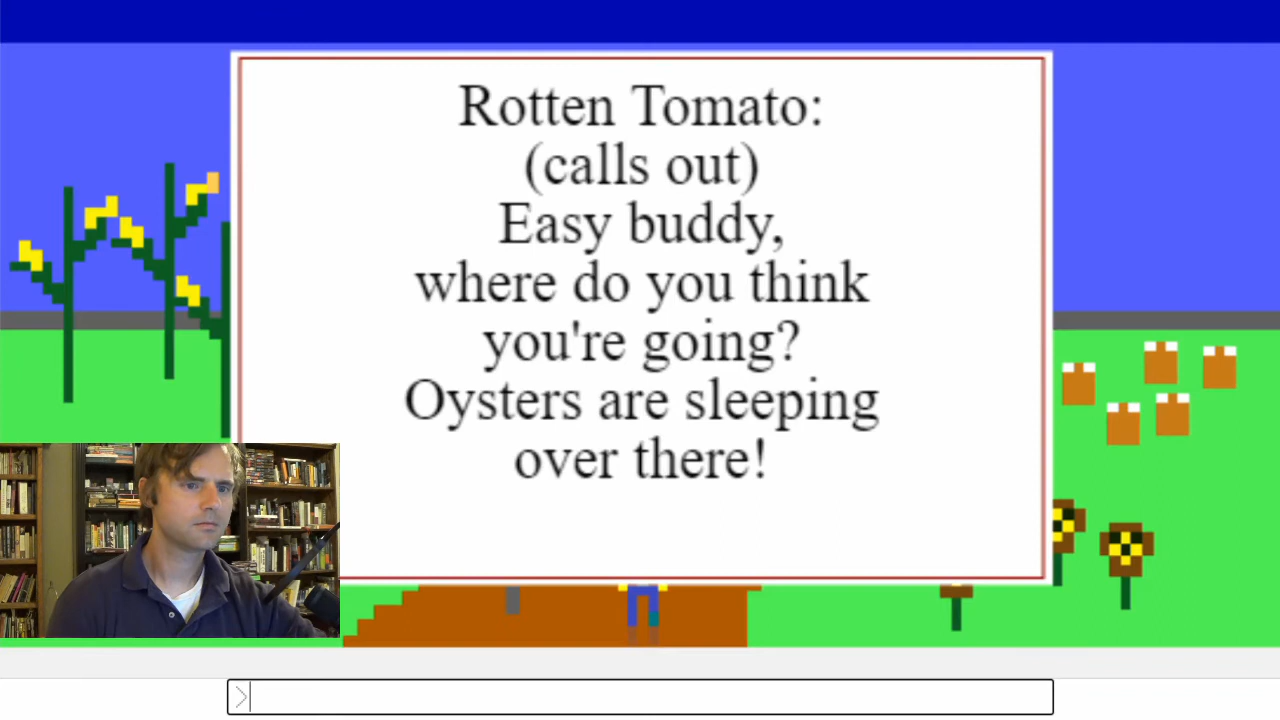 Rotten Tomato:
(calls out)
Easy buddy,
where do you think
you're going?
Oysters are sleeping
over there!
>